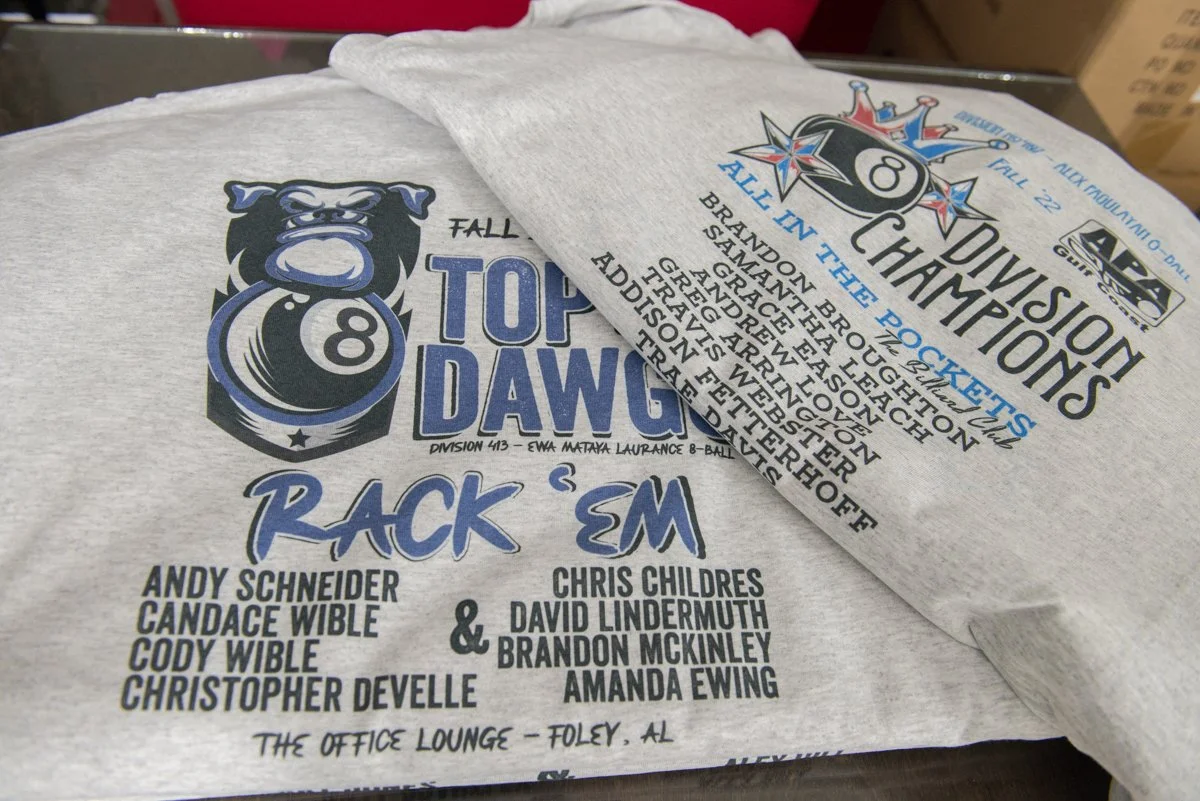 FALL
8
TOP
DAWG
DIVISION 413 – EWA MATAYA LAURANCE 8-BALL
RACK 'EM
ANDY SCHNEIDER
CANDACE WIBLE
CODY WIBLE
CHRISTOPHER DEVELLE
&
CHRIS CHILDRES
DAVID LINDERMUTH
BRANDON MCKINLEY
AMANDA EWING
THE OFFICE LOUNGE – FOLEY, AL
8
FALL '22
APA
Gulf Coast
DIVISION
CHAMPIONS
ALL IN THE POCKETS
The Billiard Club
BRANDON BROUGHTON
SAMANTHA LEACH
GRACE EASON
ANDREW LOVE
GRENG ARRINGTON
TRAVIS WEBSTER
ADDISON FETTERHOFF
TRAE DAVIS